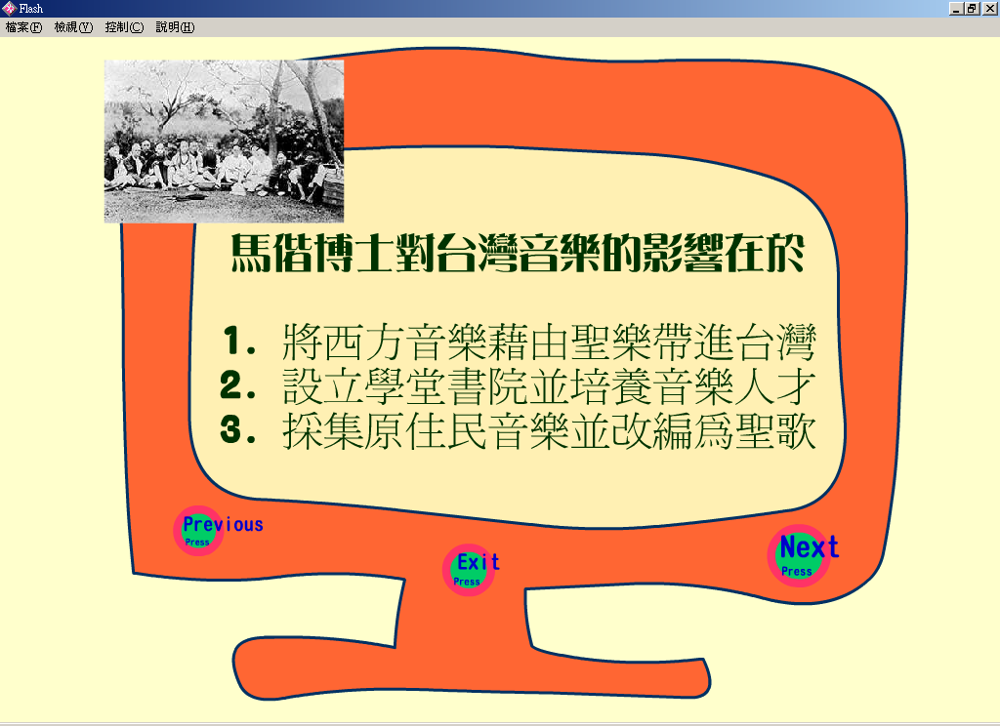 Flash
檔案(F) 檢視(V) 控制(C) 說明(H)
馬偕博士對台灣音樂的影響在於
1. 將西方音樂藉由聖樂帶進台灣
2. 設立學堂書院並培養音樂人才
3. 採集原住民音樂並改編為聖歌
Previous
Press
Exit
Press
Next
Press